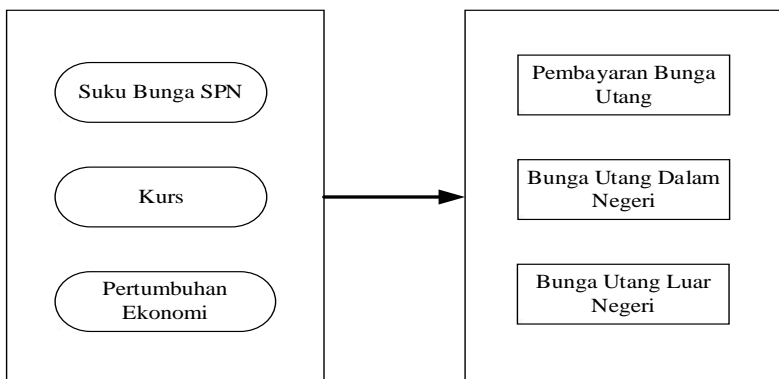 Suku Bunga SPN
Kurs
Pertumbuhan
Ekonomi
Pembayaran Bunga
Utang
Bunga Utang Dalam
Negeri
Bunga Utang Luar
Negeri